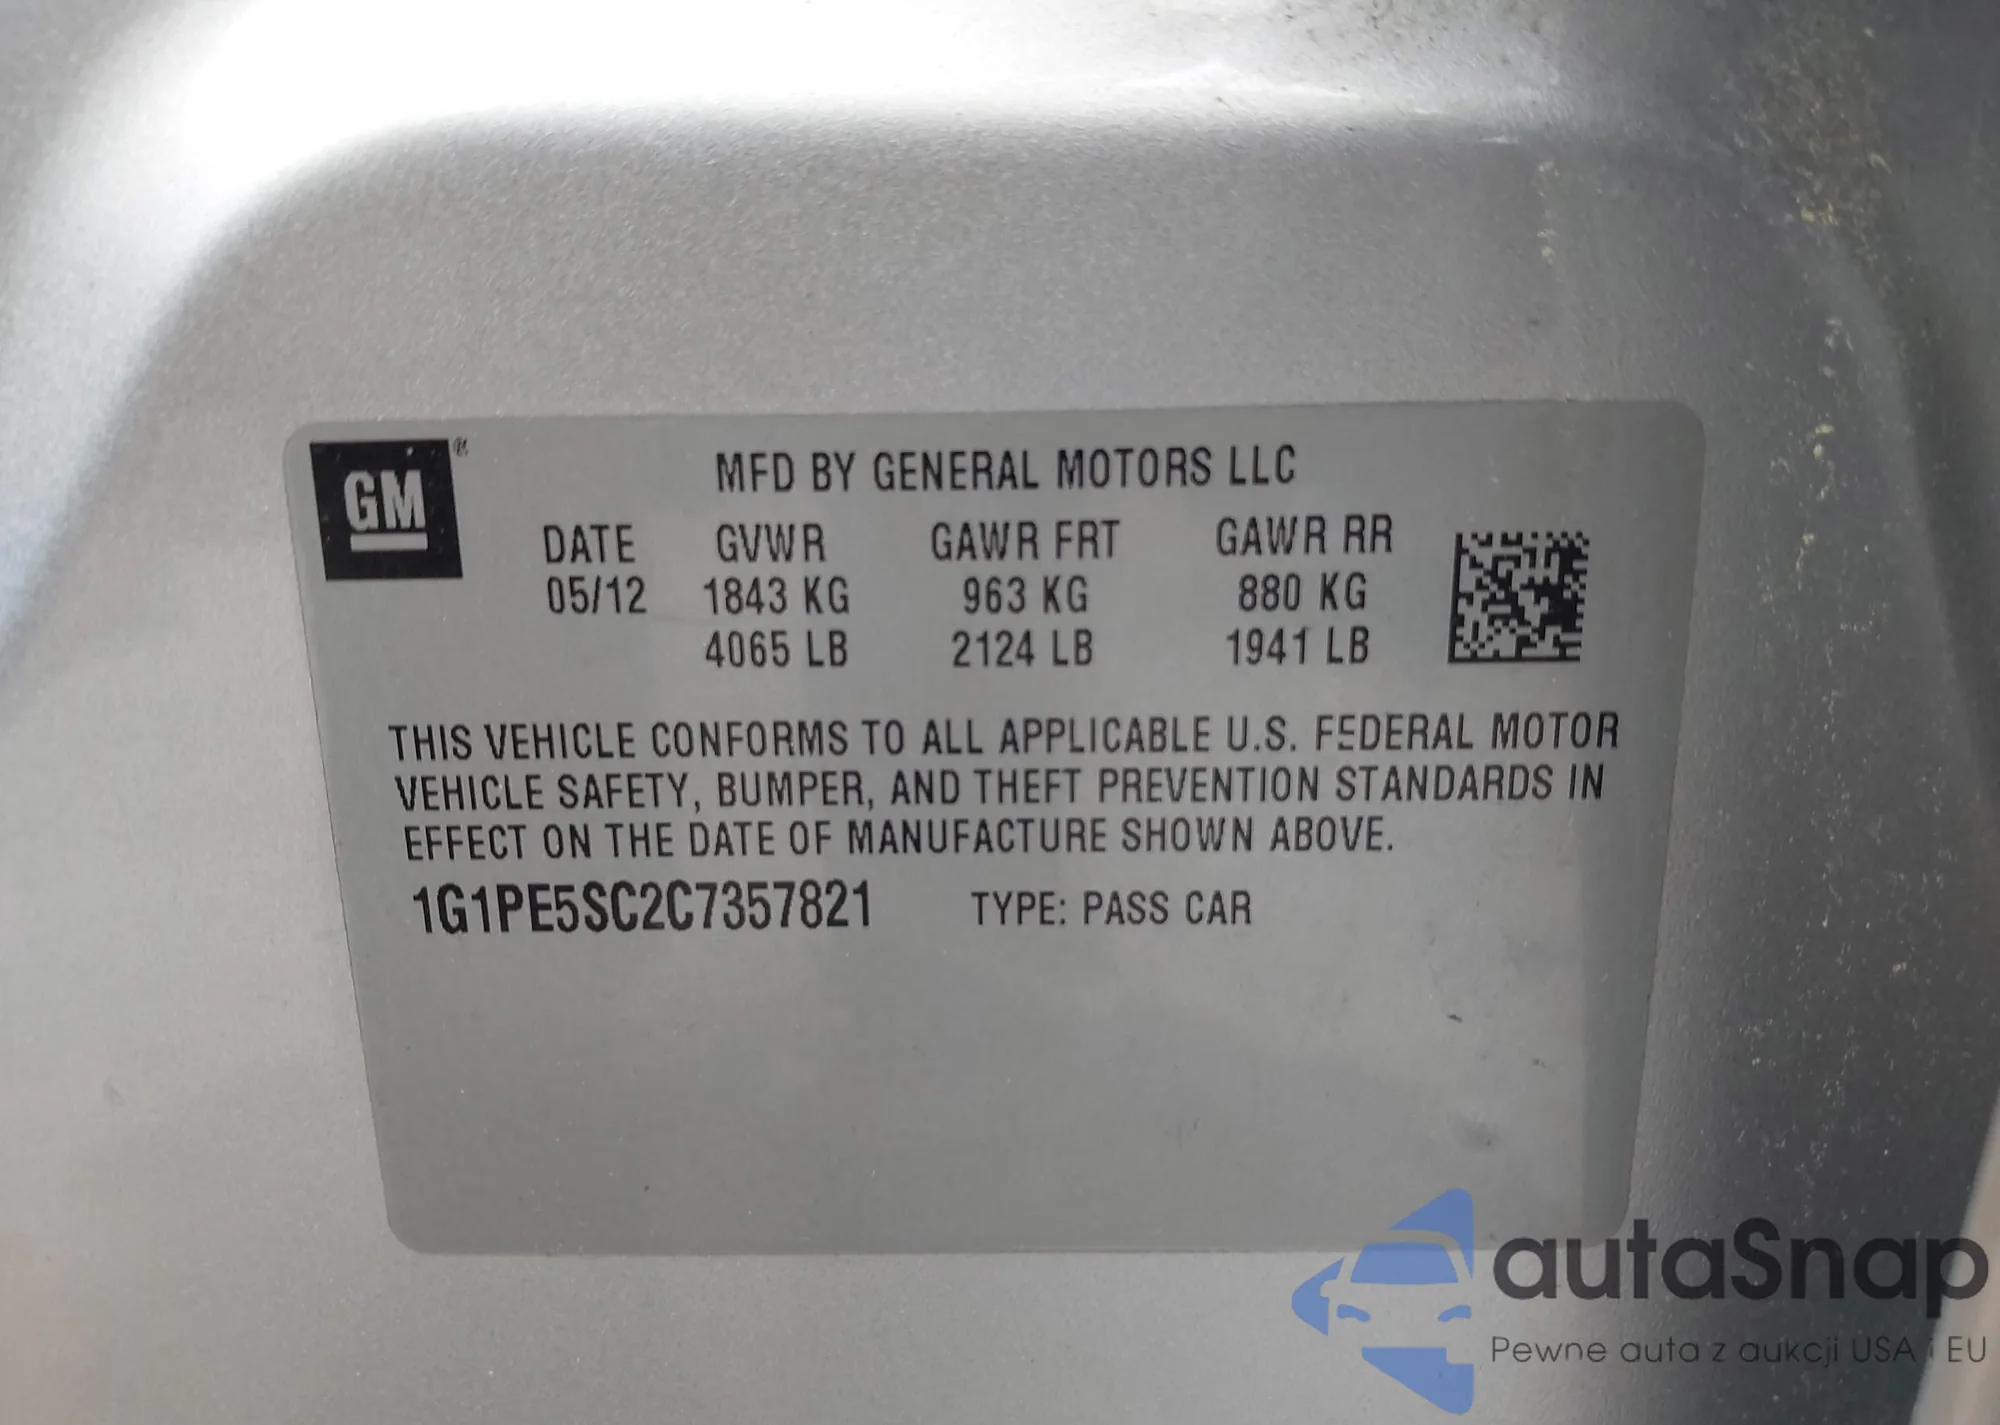 GM®
MFD BY GENERAL MOTORS LLC
DATE GVWR GAWR FRT GAWR RR
05/12 1843 KG 963 KG 880 KG
4065 LB 2124 LB 1941 LB
THIS VEHICLE CONFORMS TO ALL APPLICABLE U.S. FEDERAL MOTOR
VEHICLE SAFETY, BUMPER, AND THEFT PREVENTION STANDARDS IN
EFFECT ON THE DATE OF MANUFACTURE SHOWN ABOVE.
1G1PE5SC2C7357821 TYPE: PASS CAR
autaSnap
Pewne auta z aukcji USA i EU